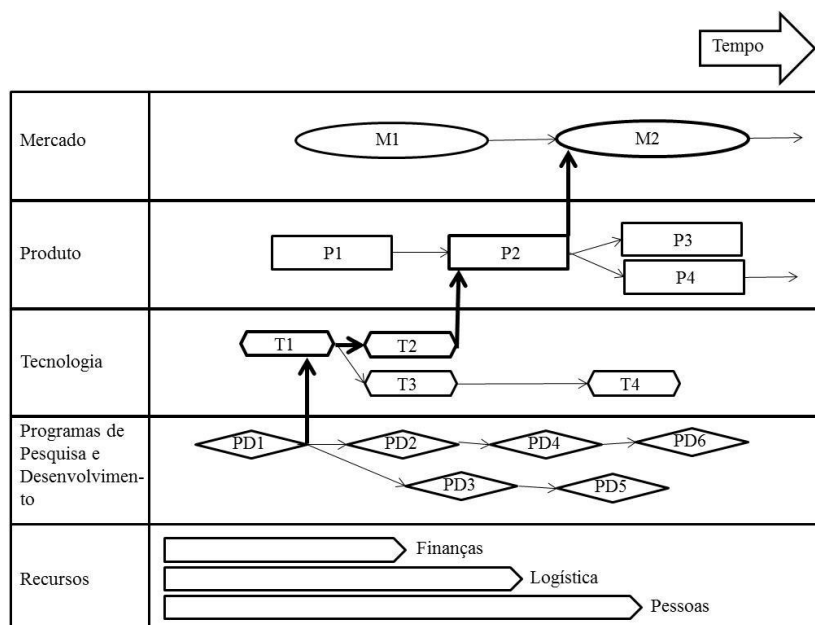 Tempo
Mercado
M1
M2
Produto
P1
P2
P3
P4
Tecnologia
T1
T2
T3
T4
Programas de
Pesquisa e
Desenvolvimen-
to
PD1
PD2
PD4
PD6
PD3
PD5
Recursos
Finanças
Logística
Pessoas